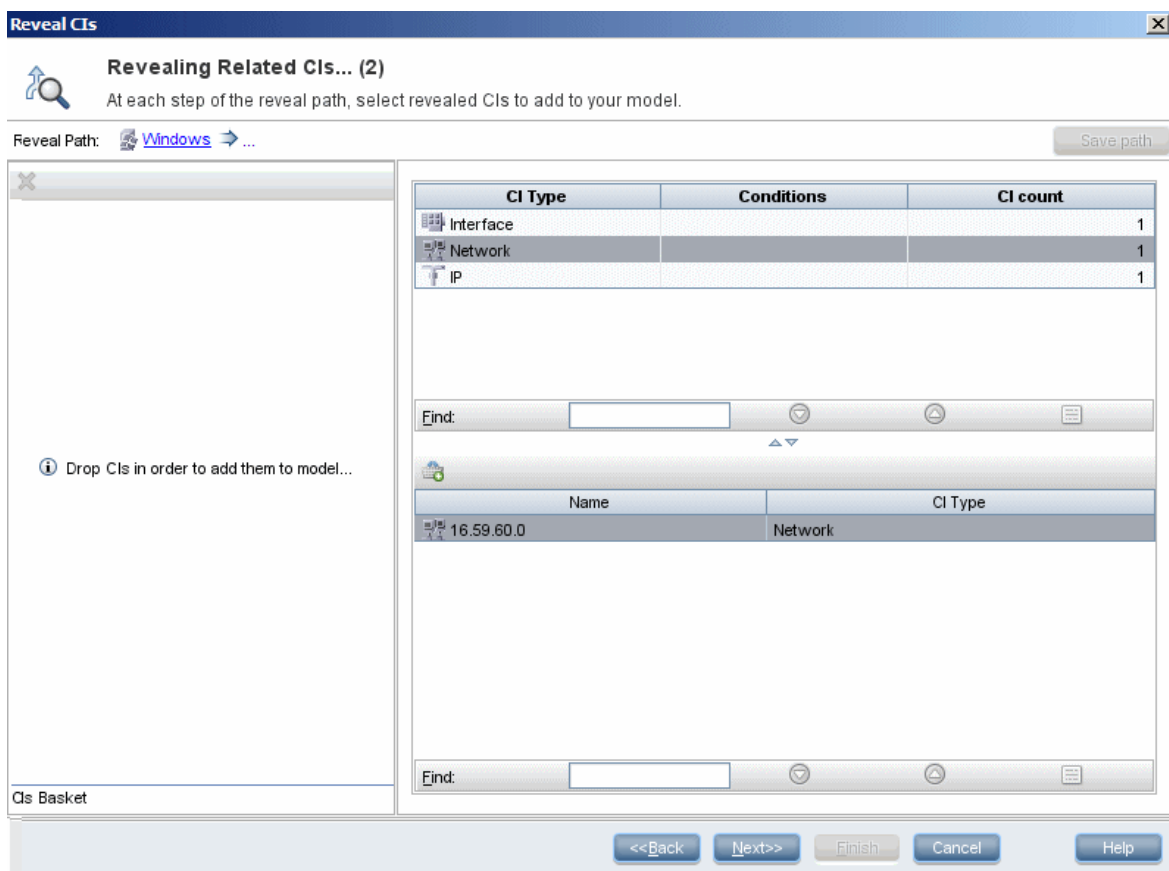 Reveal CIs
Revealing Related CIs... (2)
At each step of the reveal path, select revealed CIs to add to your model.
Reveal Path: Windows ...
Save path
CI Type Conditions CI count
Interface 1
Network 1
IP 1
Find:
Drop CIs in order to add them to model...
Name CI Type
16.59.60.0 Network
Find:
CIs Basket
<<Back Next>> Finish Cancel Help